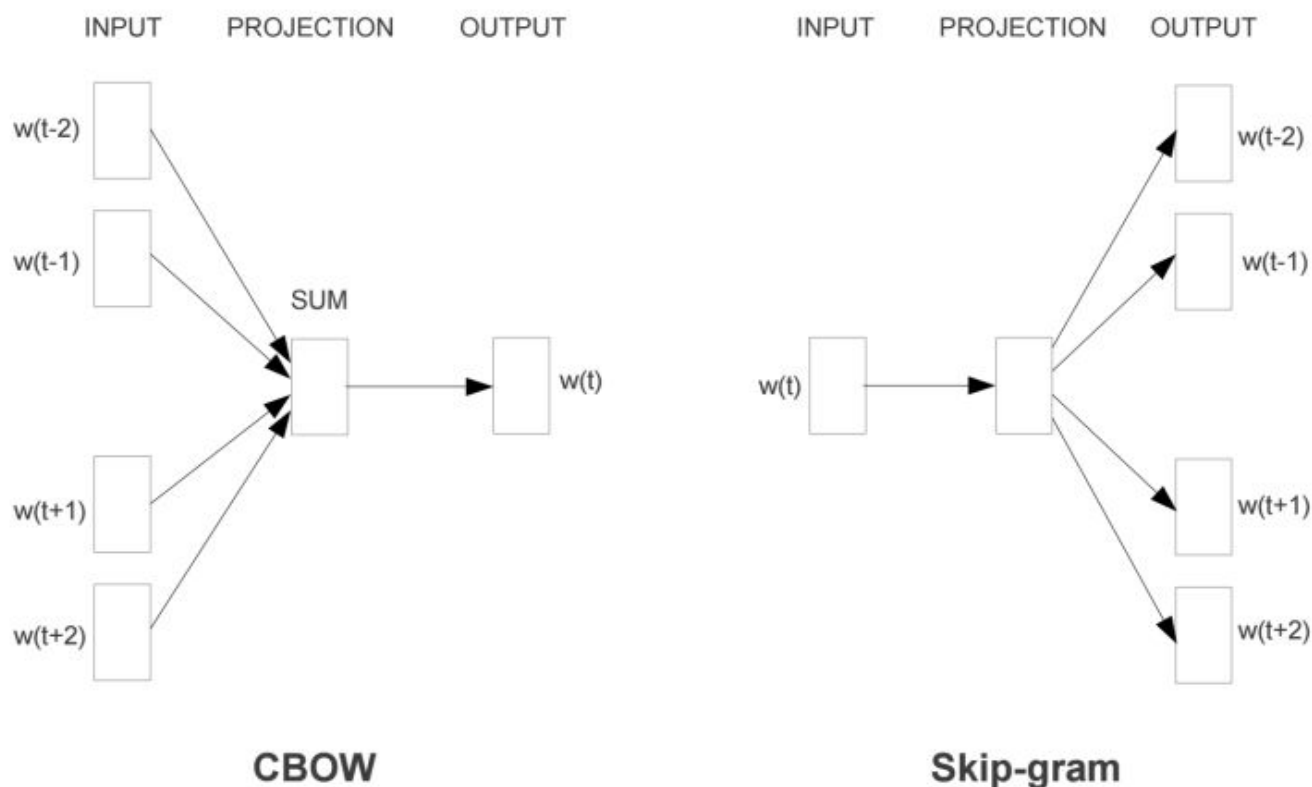 INPUT PROJECTION OUTPUT
w(t-2)
w(t-1)
SUM
w(t)
w(t+1)
w(t+2)
CBOW
INPUT PROJECTION OUTPUT
w(t-2)
w(t-1)
w(t)
w(t+1)
w(t+2)
Skip-gram